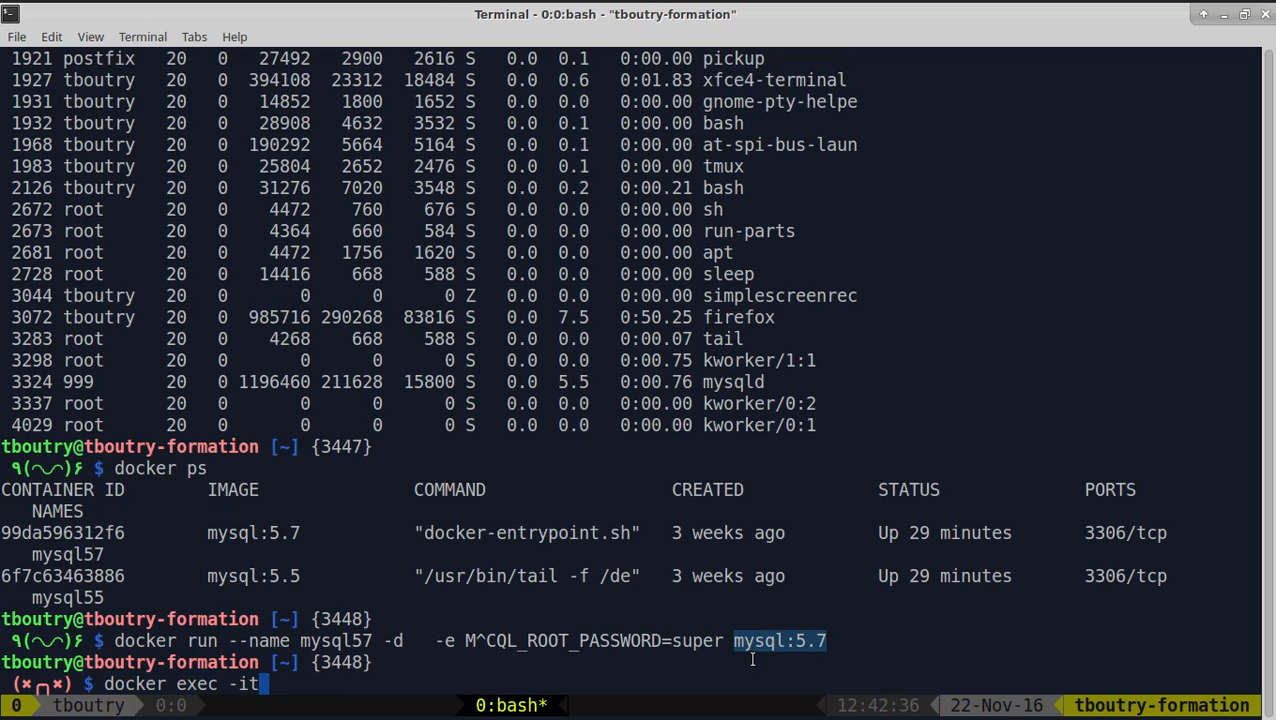 Terminal - 0:0:bash - "tboutry-formation"
File Edit View Terminal Tabs Help
1921 postfix 20 0 27492 2900 2616 S 0.0 0.1 0:00.00 pickup
1927 tboutry 20 0 394108 23312 18484 S 0.0 0.6 0:01.83 xfce4-terminal
1931 tboutry 20 0 14852 1800 1652 S 0.0 0.0 0:00.00 gnome-pty-helpe
1932 tboutry 20 0 28908 4632 3532 S 0.0 0.1 0:00.00 bash
1968 tboutry 20 0 190292 5664 5164 S 0.0 0.1 0:00.00 at-spi-bus-laun
1983 tboutry 20 0 25804 2652 2476 S 0.0 0.1 0:00.00 tmux
2126 tboutry 20 0 31276 7020 3548 S 0.0 0.2 0:00.21 bash
2672 root 20 0 4472 760 676 S 0.0 0.0 0:00.00 sh
2673 root 20 0 4364 660 584 S 0.0 0.0 0:00.00 run-parts
2681 root 20 0 4472 1756 1620 S 0.0 0.0 0:00.00 apt
2728 root 20 0 14416 668 588 S 0.0 0.0 0:00.00 sleep
3044 tboutry 20 0 0 0 0 Z 0.0 0.0 0:00.00 simplescreenrec
3072 tboutry 20 0 985716 290268 83816 S 0.0 7.5 0:50.25 firefox
3283 root 20 0 4268 668 588 S 0.0 0.0 0:00.07 tail
3298 root 20 0 0 0 0 S 0.0 0.0 0:00.75 kworker/1:1
3324 999 20 0 1196460 211628 15800 S 0.0 5.5 0:00.76 mysqld
3337 root 20 0 0 0 0 S 0.0 0.0 0:00.00 kworker/0:2
4029 root 20 0 0 0 0 S 0.0 0.0 0:00.00 kworker/0:1
tboutry@tboutry-formation [~] {3447}
٩(◠◡◠)۶ $ docker ps
CONTAINER ID IMAGE COMMAND CREATED STATUS PORTS
NAMES
99da596312f6 mysql:5.7 "docker-entrypoint.sh" 3 weeks ago Up 29 minutes 3306/tcp
mysql57
6f7c63463886 mysql:5.5 "/usr/bin/tail -f /de" 3 weeks ago Up 29 minutes 3306/tcp
mysql55
tboutry@tboutry-formation [~] {3448}
٩(◠◡◠)۶ $ docker run --name mysql57 -d -e M^CQL_ROOT_PASSWORD=super mysql:5.7
tboutry@tboutry-formation [~] {3448}
(✖╭╮✖) $ docker exec -it
0 tboutry 0:0 0:bash* 12:42:36 22-Nov-16 tboutry-formation